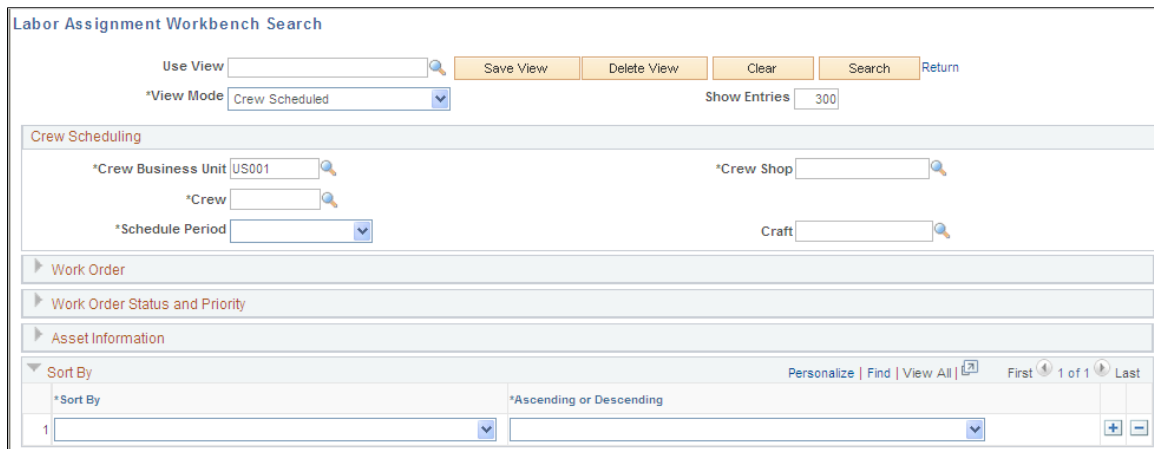 Labor Assignment Workbench Search
Use View Save View Delete View Clear Search Return
*View Mode Crew Scheduled Show Entries 300
Crew Scheduling
*Crew Business Unit US001 *Crew Shop
*Crew
*Schedule Period Craft
Work Order
Work Order Status and Priority
Asset Information
Sort By Personalize | Find | View All | First 1 of 1 Last
*Sort By *Ascending or Descending
1